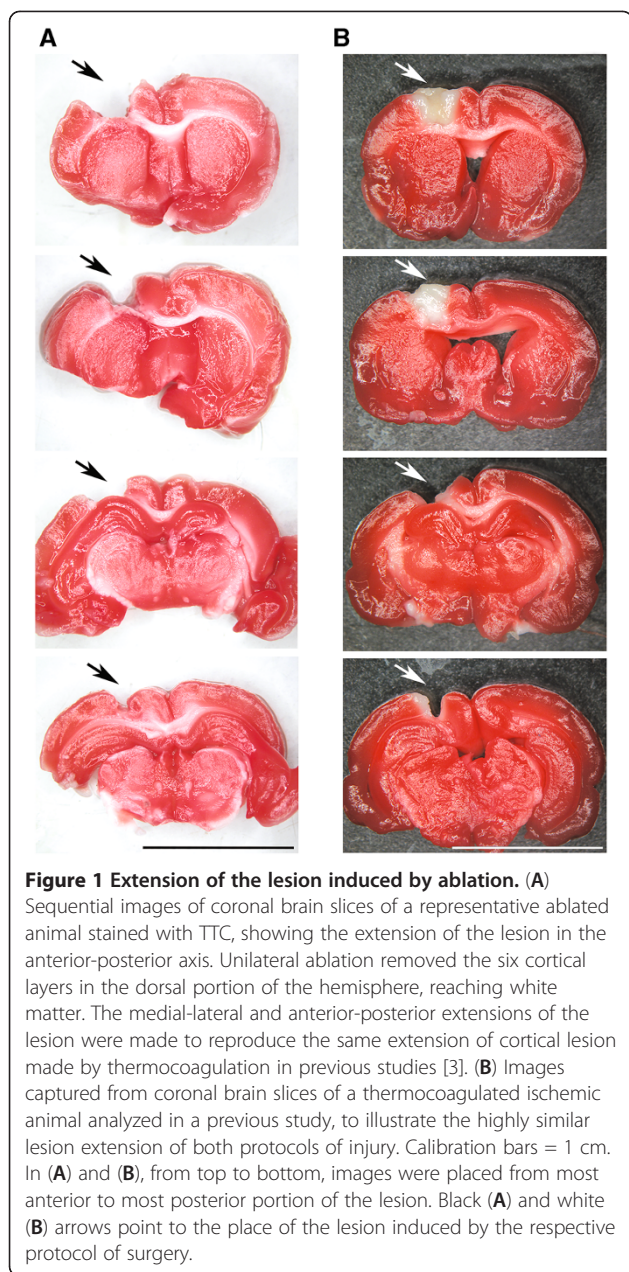 A
B
Figure 1 Extension of the lesion induced by ablation. (A)
Sequential images of coronal brain slices of a representative ablated
animal stained with TTC, showing the extension of the lesion in the
anterior-posterior axis. Unilateral ablation removed the six cortical
layers in the dorsal portion of the hemisphere, reaching white
matter. The medial-lateral and anterior-posterior extensions of the
lesion were made to reproduce the same extension of cortical lesion
made by thermocoagulation in previous studies [3]. (B) Images
captured from coronal brain slices of a thermocoagulated ischemic
animal analyzed in a previous study, to illustrate the highly similar
lesion extension of both protocols of injury. Calibration bars = 1 cm.
In (A) and (B), from top to bottom, images were placed from most
anterior to most posterior portion of the lesion. Black (A) and white
(B) arrows point to the place of the lesion induced by the respective
protocol of surgery.